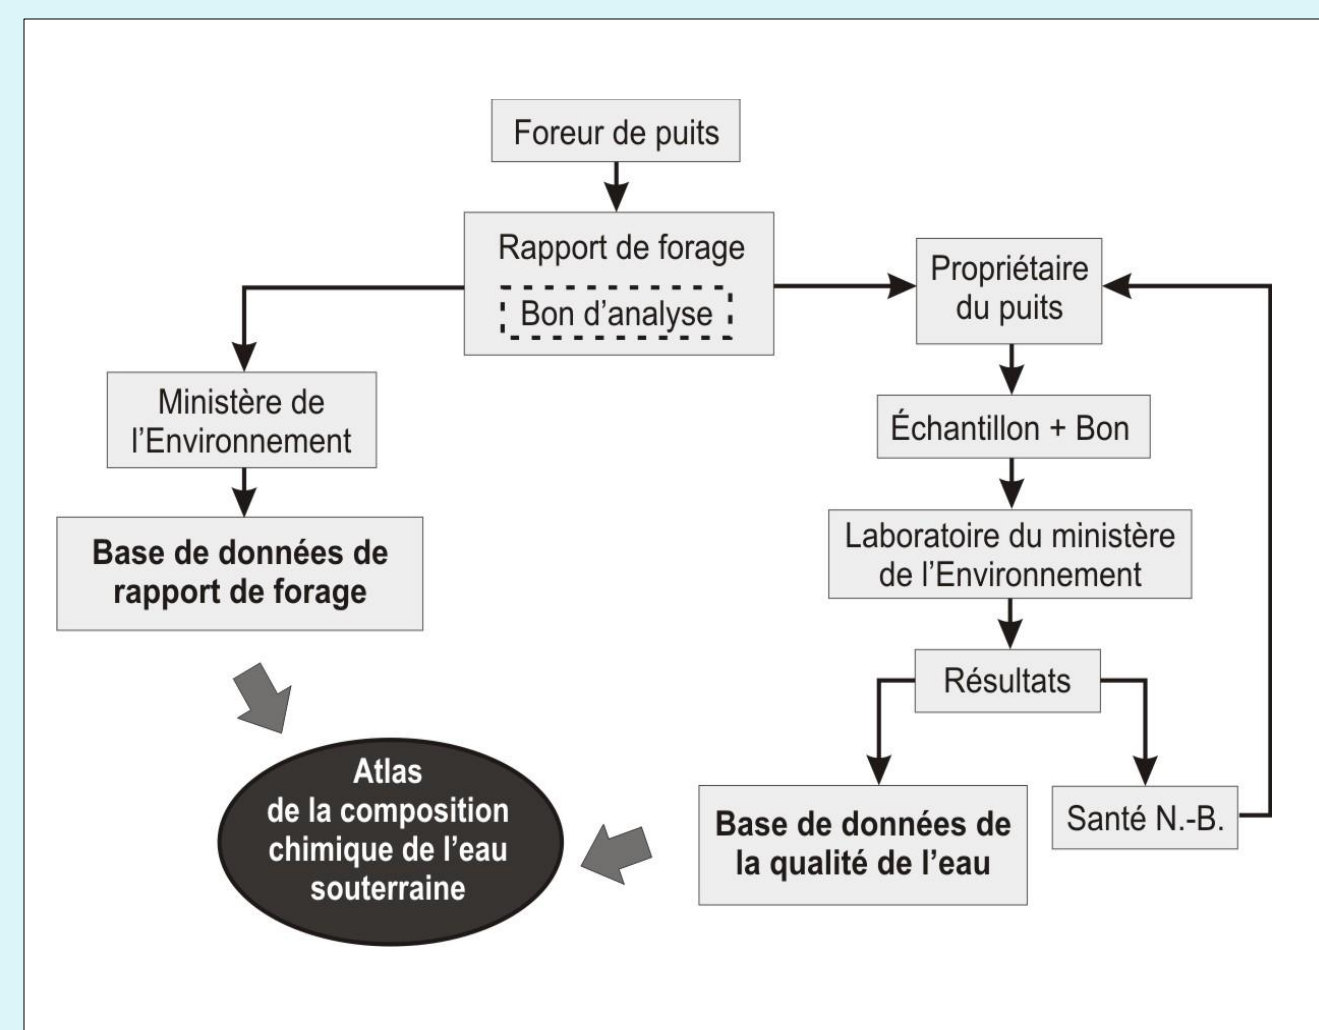 Foreur de puits
Rapport de forage
Bon d’analyse
Propriétaire
du puits
Ministère de
l’Environnement
Échantillon + Bon
Base de données de
rapport de forage
Laboratoire du ministère
de l’Environnement
Résultats
Atlas
de la composition
chimique de l’eau
souterraine
Base de données de
la qualité de l’eau
Santé N.-B.